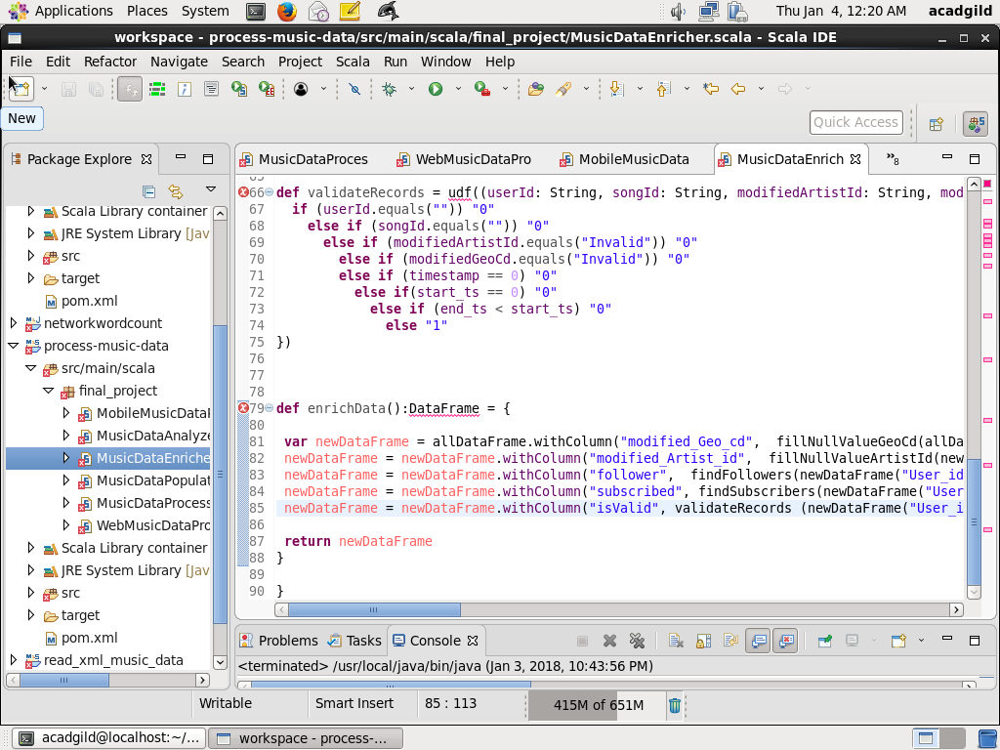 Applications Places System Thu Jan 4, 12:20 AM acadgild
workspace - process-music-data/src/main/scala/final_project/MusicDataEnricher.scala - Scala IDE
File Edit Refactor Navigate Search Project Scala Run Window Help
New
Quick Access
Package Explore
MusicDataProces WebMusicDataPro MobileMusicData MusicDataEnrich »8
Scala Library container
JRE System Library [Jav
src
target
pom.xml
networkwordcount
process-music-data
src/main/scala
final_project
MobileMusicDataP
MusicDataAnalyze
MusicDataEnriche
MusicDataPopulat
MusicDataProcess
WebMusicDataPro
Scala Library container
JRE System Library [Jav
src
target
pom.xml
read_xml_music_data
65
66 def validateRecords = udf((userId: String, songId: String, modifiedArtistId: String, mod
67 if (userId.equals("")) "0"
68 else if (songId.equals("")) "0"
69 else if (modifiedArtistId.equals("Invalid")) "0"
70 else if (modifiedGeoCd.equals("Invalid")) "0"
71 else if (timestamp == 0) "0"
72 else if(start_ts == 0) "0"
73 else if (end_ts < start_ts) "0"
74 else "1"
75 })
76
77
78
79 def enrichData():DataFrame = {
80
81 var newDataFrame = allDataFrame.withColumn("modified_Geo_cd", fillNullValueGeoCd(allDa
82 newDataFrame = newDataFrame.withColumn("modified_Artist_id", fillNullValueArtistId(new
83 newDataFrame = newDataFrame.withColumn("follower", findFollowers(newDataFrame("User_id
84 newDataFrame = newDataFrame.withColumn("subscribed", findSubscribers(newDataFrame("User
85 newDataFrame = newDataFrame.withColumn("isValid", validateRecords (newDataFrame("User_i
86
87 return newDataFrame
88 }
89
90 }
Problems Tasks Console
<terminated> /usr/local/java/bin/java (Jan 3, 2018, 10:43:56 PM)
Writable Smart Insert 85 : 113 415M of 651M
acadgild@localhost:~/... workspace - process-...